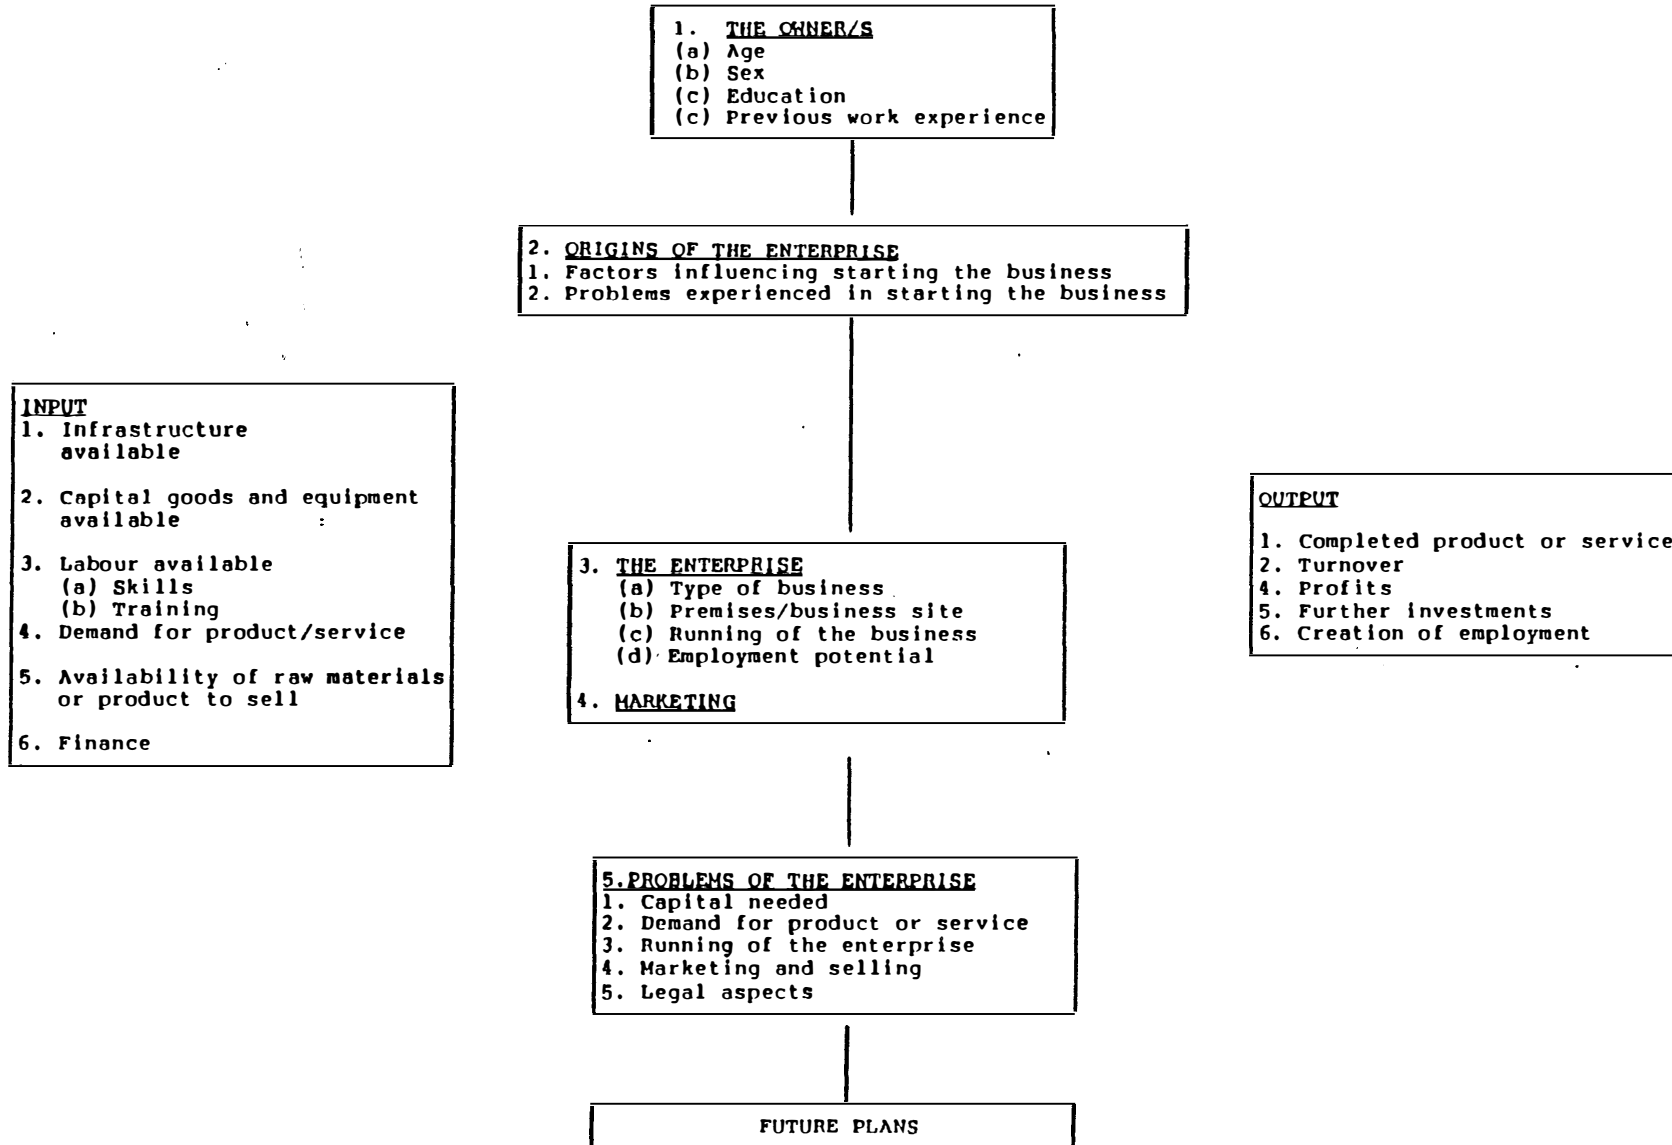 1. THE OWNER/S
(a) Age
(b) Sex
(c) Education
(c) Previous work experience
2. ORIGINS OF THE ENTERPRISE
1. Factors influencing starting the business
2. Problems experienced in starting the business
INPUT
1. Infrastructure
available
2. Capital goods and equipment
available
3. Labour available
(a) Skills
(b) Training
4. Demand for product/service
5. Availability of raw materials
or product to sell
6. Finance
3. THE ENTERPRISE
(a) Type of business
(b) Premises/business site
(c) Running of the business
(d) Employment potential
4. MARKETING
OUTPUT
1. Completed product or service
2. Turnover
4. Profits
5. Further investments
6. Creation of employment
5.PROBLEMS OF THE ENTERPRISE
1. Capital needed
2. Demand for product or service
3. Running of the enterprise
4. Marketing and selling
5. Legal aspects
FUTURE PLANS